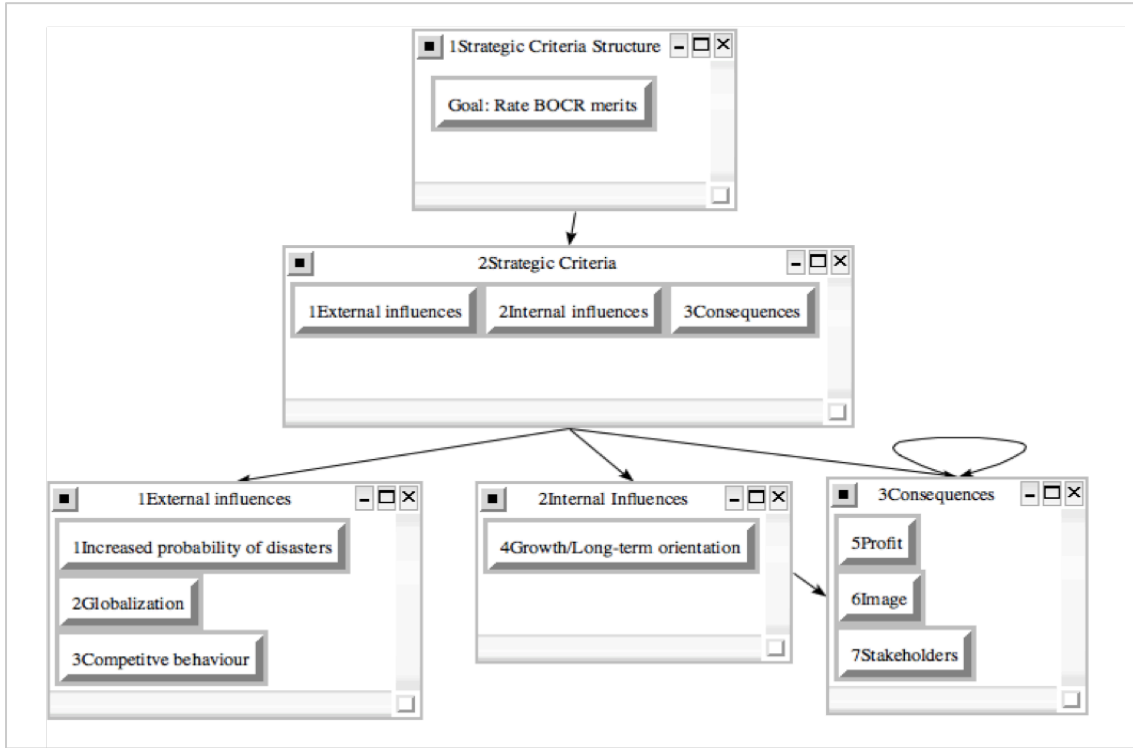 1Strategic Criteria Structure
Goal: Rate BOCR merits
2Strategic Criteria
1External influences
2Internal influences
3Consequences
1External influences
1Increased probability of disasters
2Globalization
3Competitve behaviour
2Internal Influences
4Growth/Long-term orientation
3Consequences
5Profit
6Image
7Stakeholders